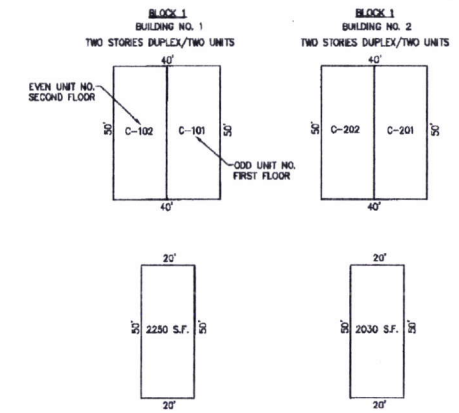 BLOCK 1
BUILDING NO. 1
TWO STORIES DUPLEX/TWO UNITS
40'
EVEN UNIT NO.
SECOND FLOOR
50'
C-102
C-101
50'
ODD UNIT NO.
FIRST FLOOR
40'
BLOCK 1
BUILDING NO. 2
TWO STORIES DUPLEX/TWO UNITS
40'
50'
C-202
C-201
50'
40'
20'
50'
2250 S.F.
50'
20'
20'
50'
2030 S.F.
50'
20'